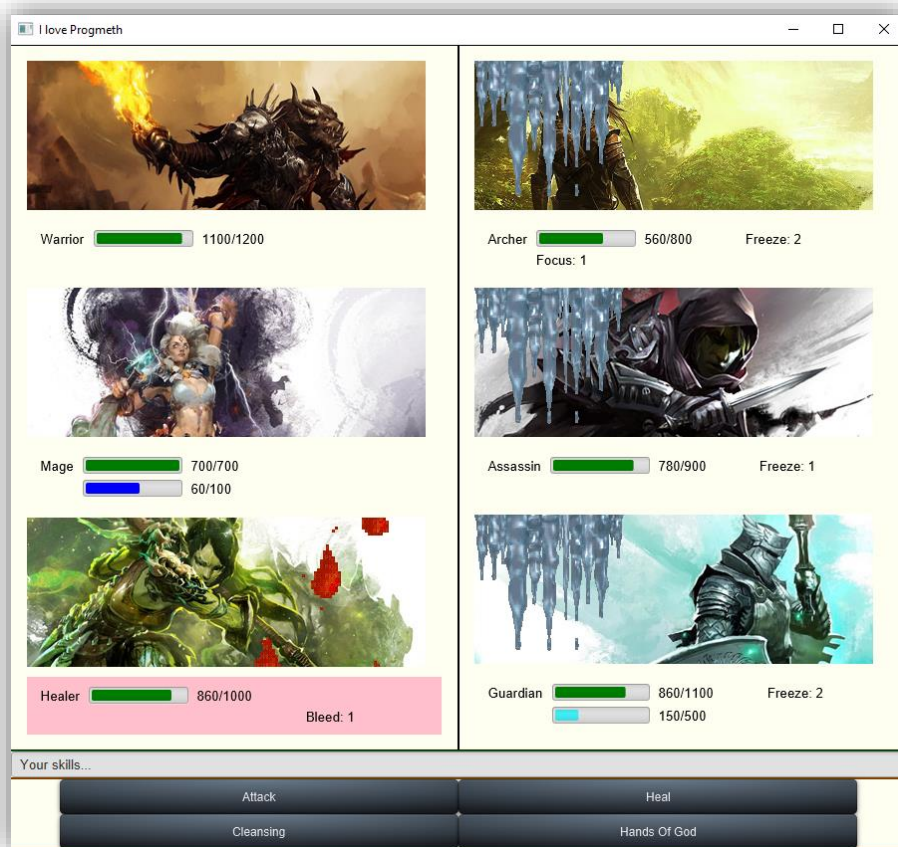 I love Progmeth
Warrior 1100/1200
Mage 700/700
60/100
Healer 860/1000
Bleed: 1
Archer 560/800 Freeze: 2
Focus: 1
Assassin 780/900 Freeze: 1
Guardian 860/1100 Freeze: 2
150/500
Your skills...
Attack Heal
Cleansing Hands Of God